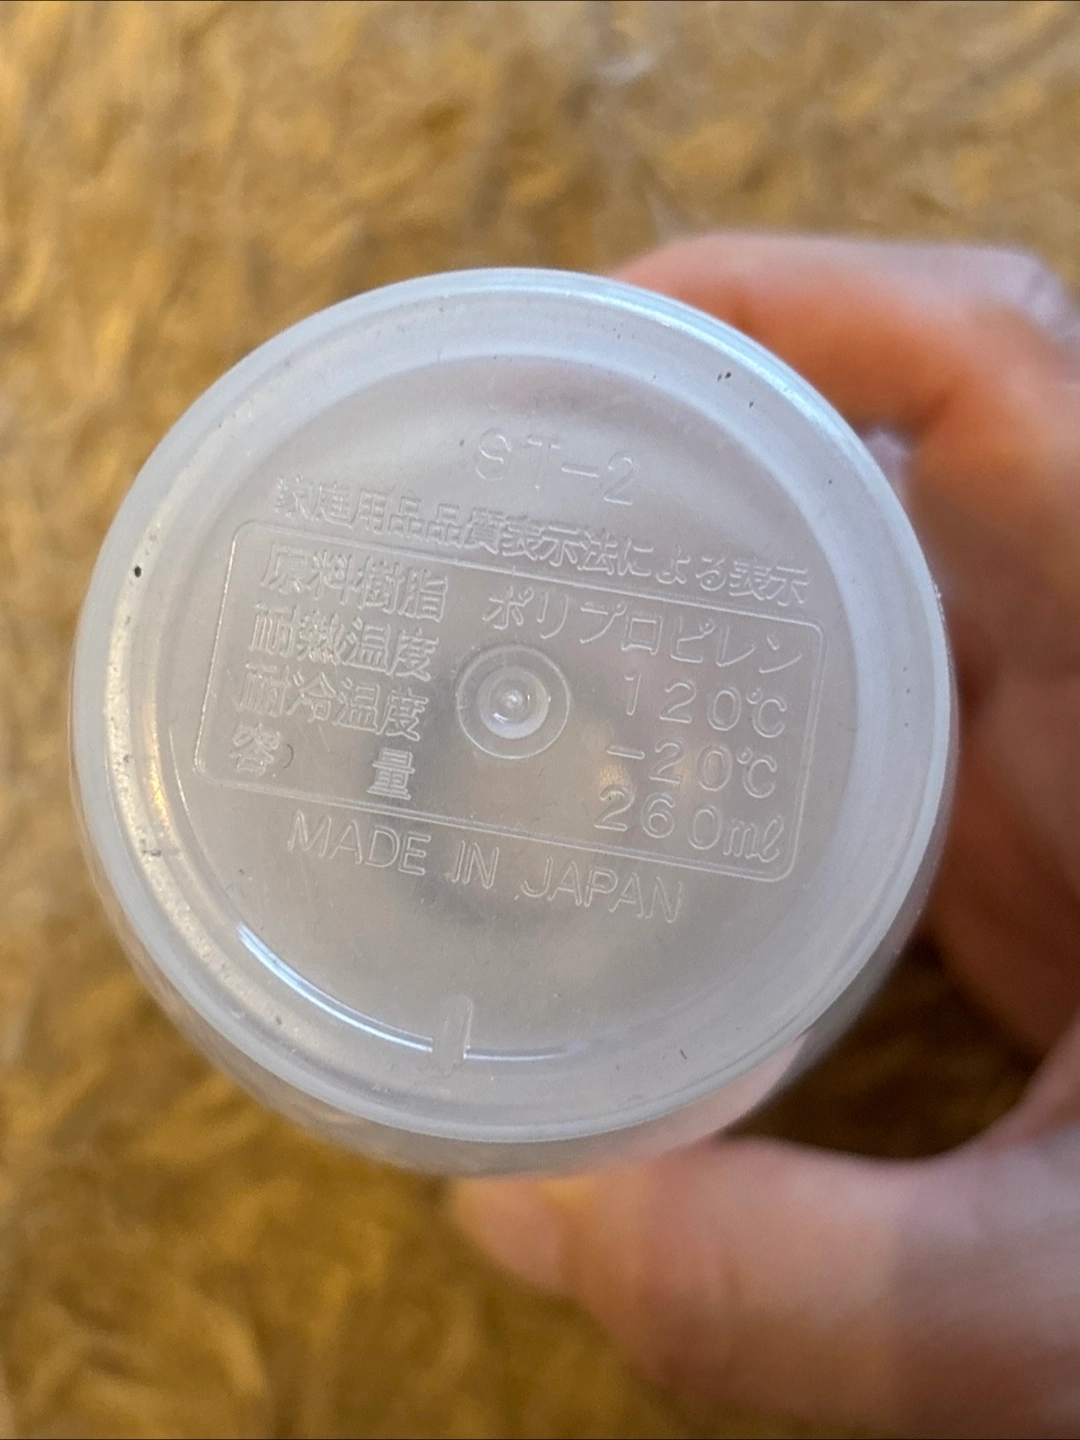 ST-2
家庭用品品質表示法による表示
原料樹脂 ポリプロピレン
耐熱温度 120℃
耐冷温度 -20℃
容量 260ml
MADE IN JAPAN